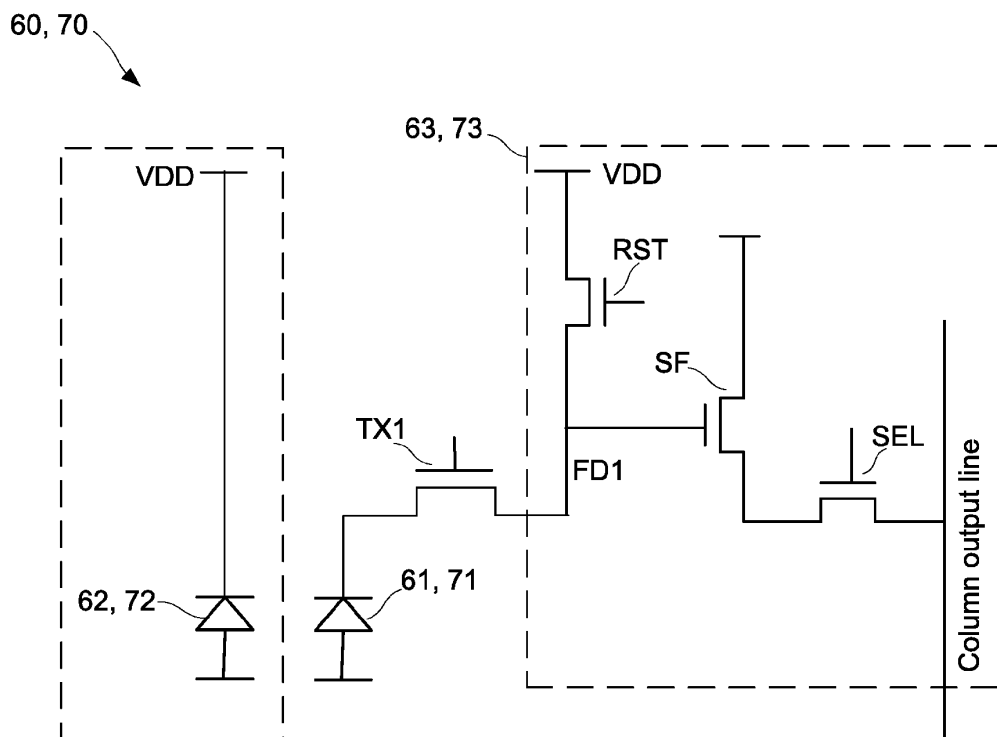 60, 70
63, 73
VDD
VDD
RST
SF
TX1
SEL
FD1
62, 72
61, 71
Column output line